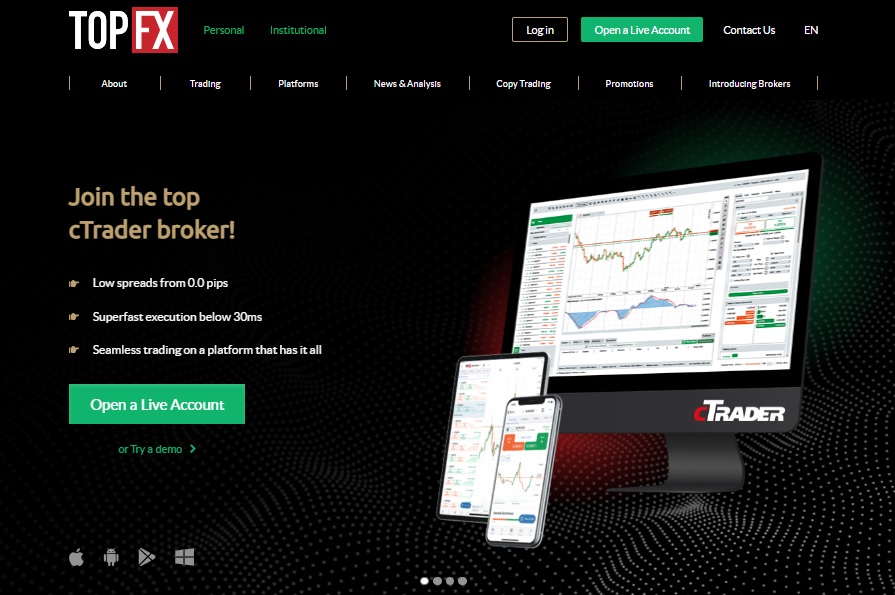 TOPFX
Personal
Institutional
Log in
Open a Live Account
Contact Us
EN
About
Trading
Platforms
News & Analysis
Copy Trading
Promotions
Introducing Brokers
Join the top
cTrader broker!
Low spreads from 0.0 pips
Superfast execution below 30ms
Seamless trading on a platform that has it all
Open a Live Account
or Try a demo
cTRADER